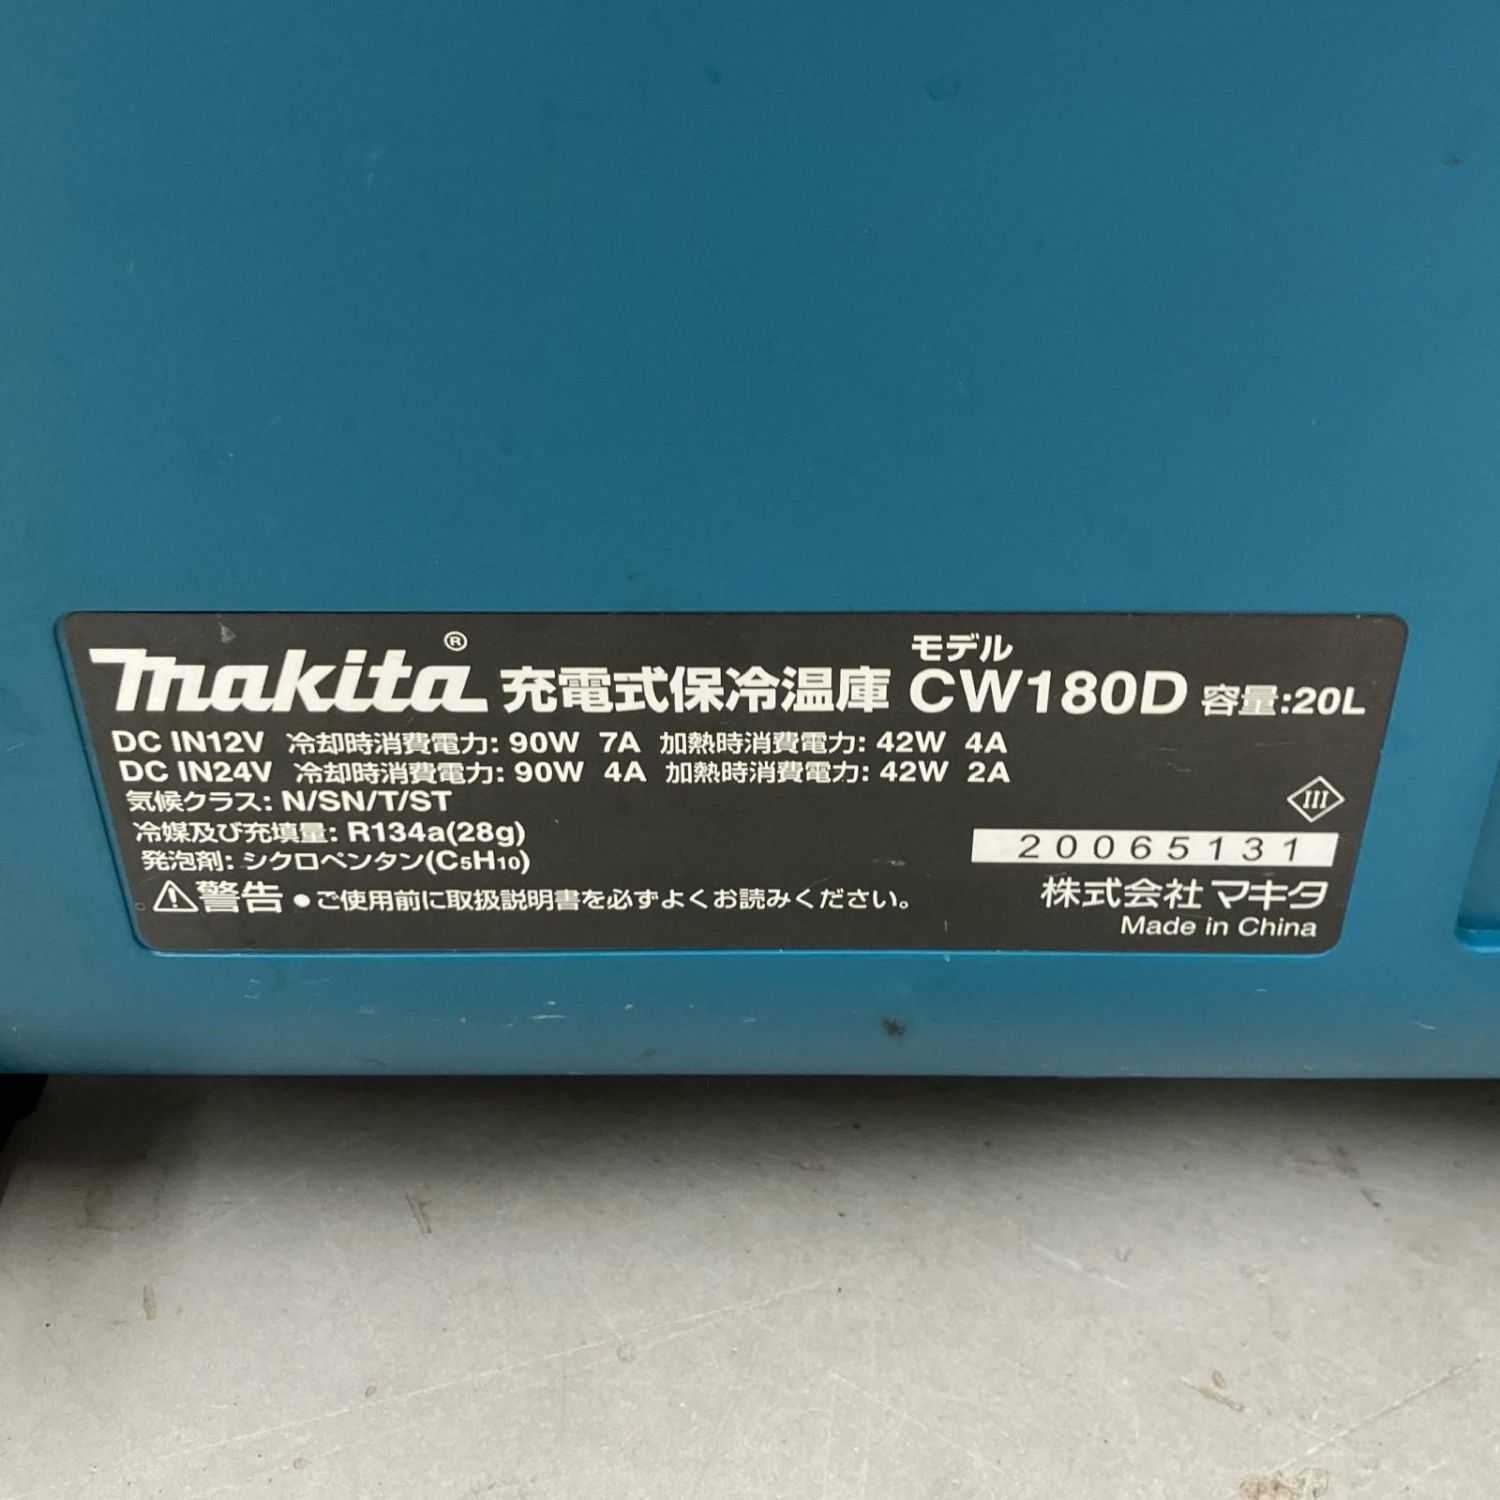 makita® 充電式保冷温庫 モデル CW180D 容量:20L
DC IN12V 冷却時消費電力: 90W 7A 加熱時消費電力: 42W 4A
DC IN24V 冷却時消費電力: 90W 4A 加熱時消費電力: 42W 2A
気候クラス: N/SN/T/ST
III
冷媒及び充填量: R134a(28g)
20065131
発泡剤: シクロペンタン(C₅H₁₀)
⚠警告 ●ご使用前に取扱説明書を必ずよくお読みください。
株式会社マキタ
Made in China